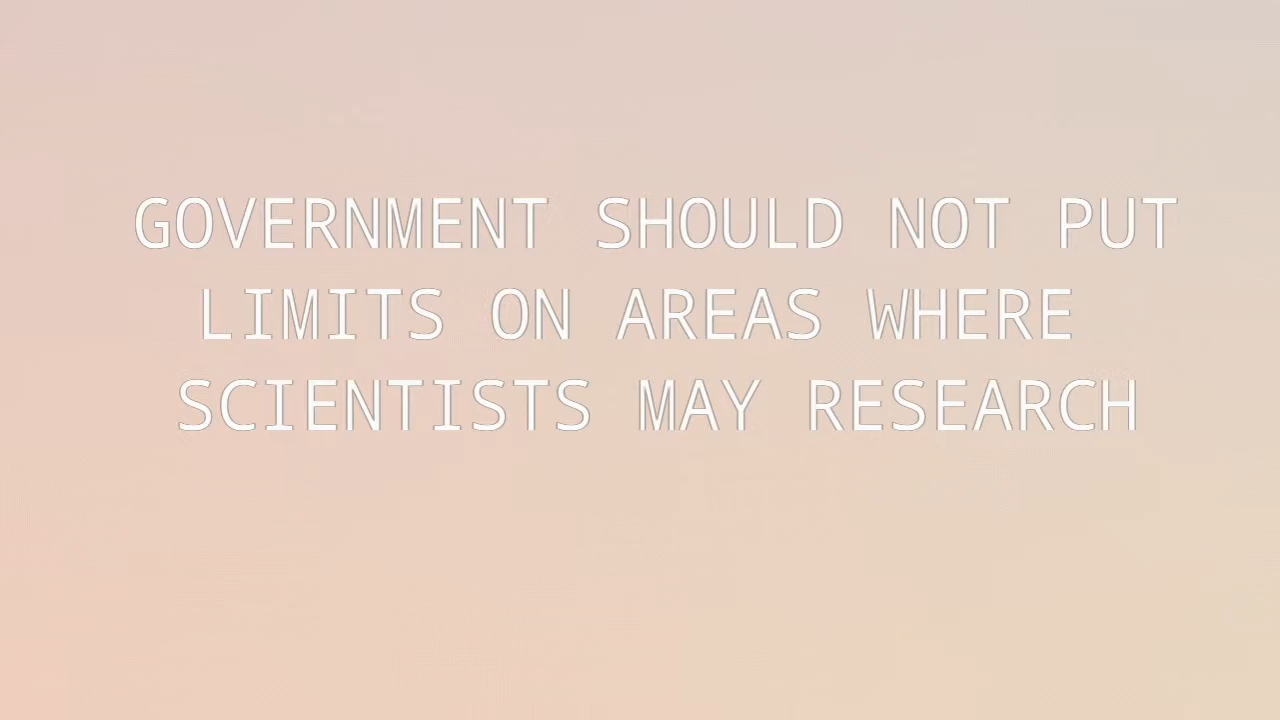 GOVERNMENT SHOULD NOT PUT
LIMITS ON AREAS WHERE
SCIENTISTS MAY RESEARCH